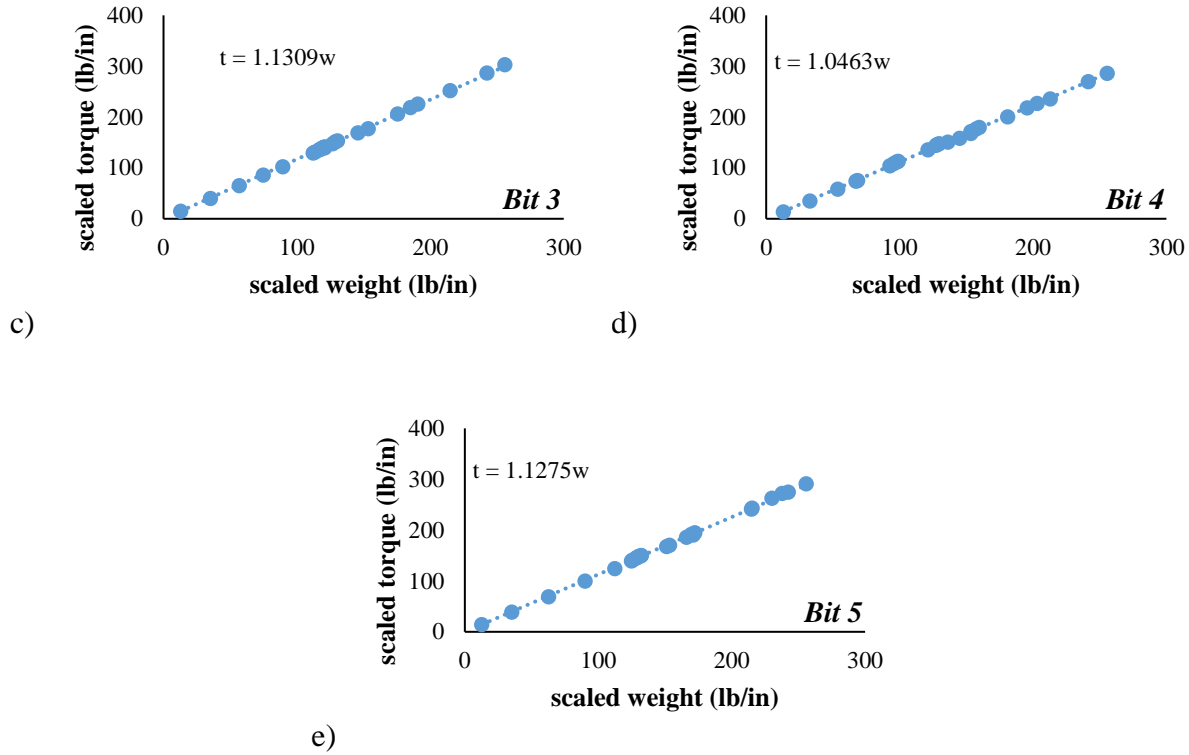 400
300
200
100
0
scaled torque (lb/in)
t = 1.1309w
Bit 3
0 100 200 300
scaled weight (lb/in)
c)
400
300
200
100
0
scaled torque (lb/in)
t = 1.0463w
Bit 4
0 100 200 300
scaled weight (lb/in)
d)
400
300
200
100
0
scaled torque (lb/in)
t = 1.1275w
Bit 5
0 100 200 300
scaled weight (lb/in)
e)